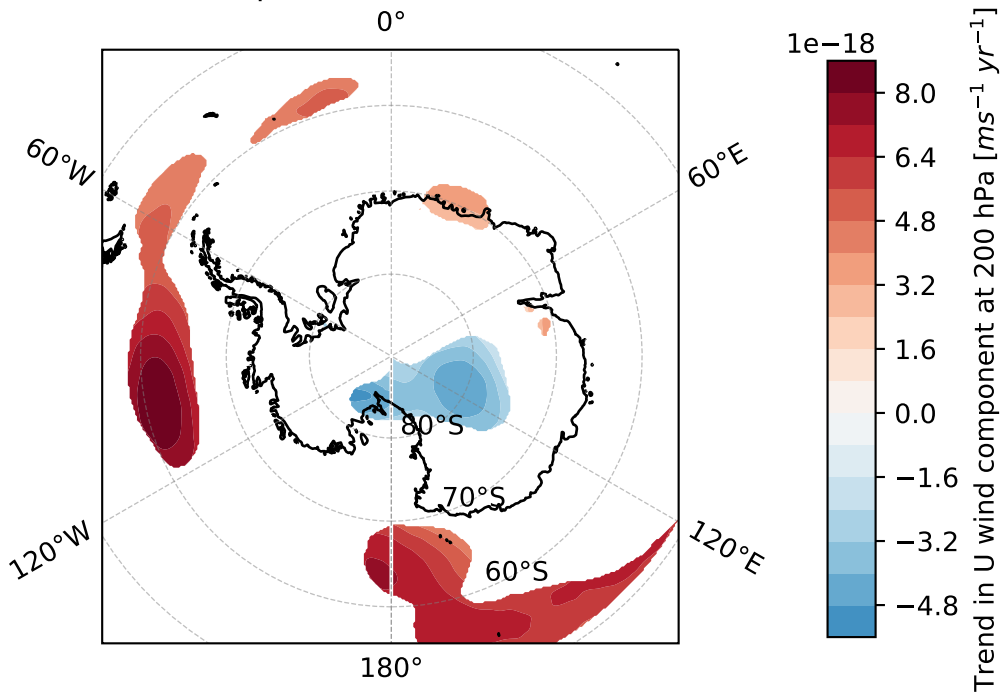 0°
1e−18
60°W
60°E
8.0
6.4
4.8
3.2
1.6
0.0
−1.6
−3.2
−4.8
80°S
70°S
60°S
120°W
120°E
180°
Trend in U wind component at 200 hPa [ms⁻¹ yr⁻¹]